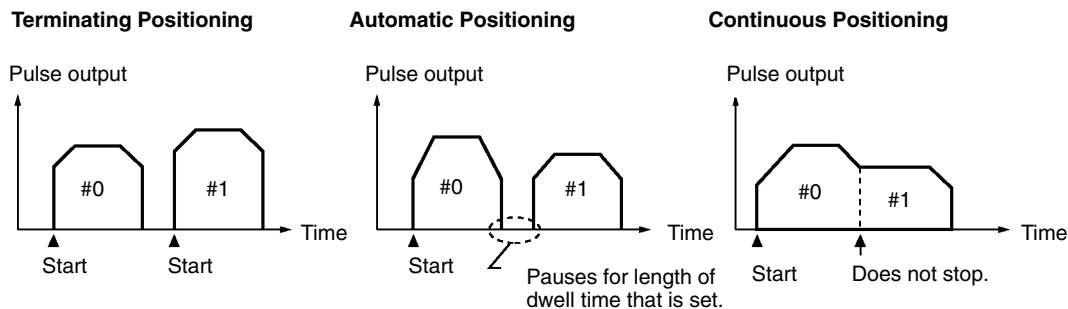 Terminating Positioning
Pulse output
#0
#1
Time
Start
Start
Automatic Positioning
Pulse output
#0
#1
Time
Start
Pauses for length of
dwell time that is set.
Continuous Positioning
Pulse output
#0
#1
Time
Start
Does not stop.